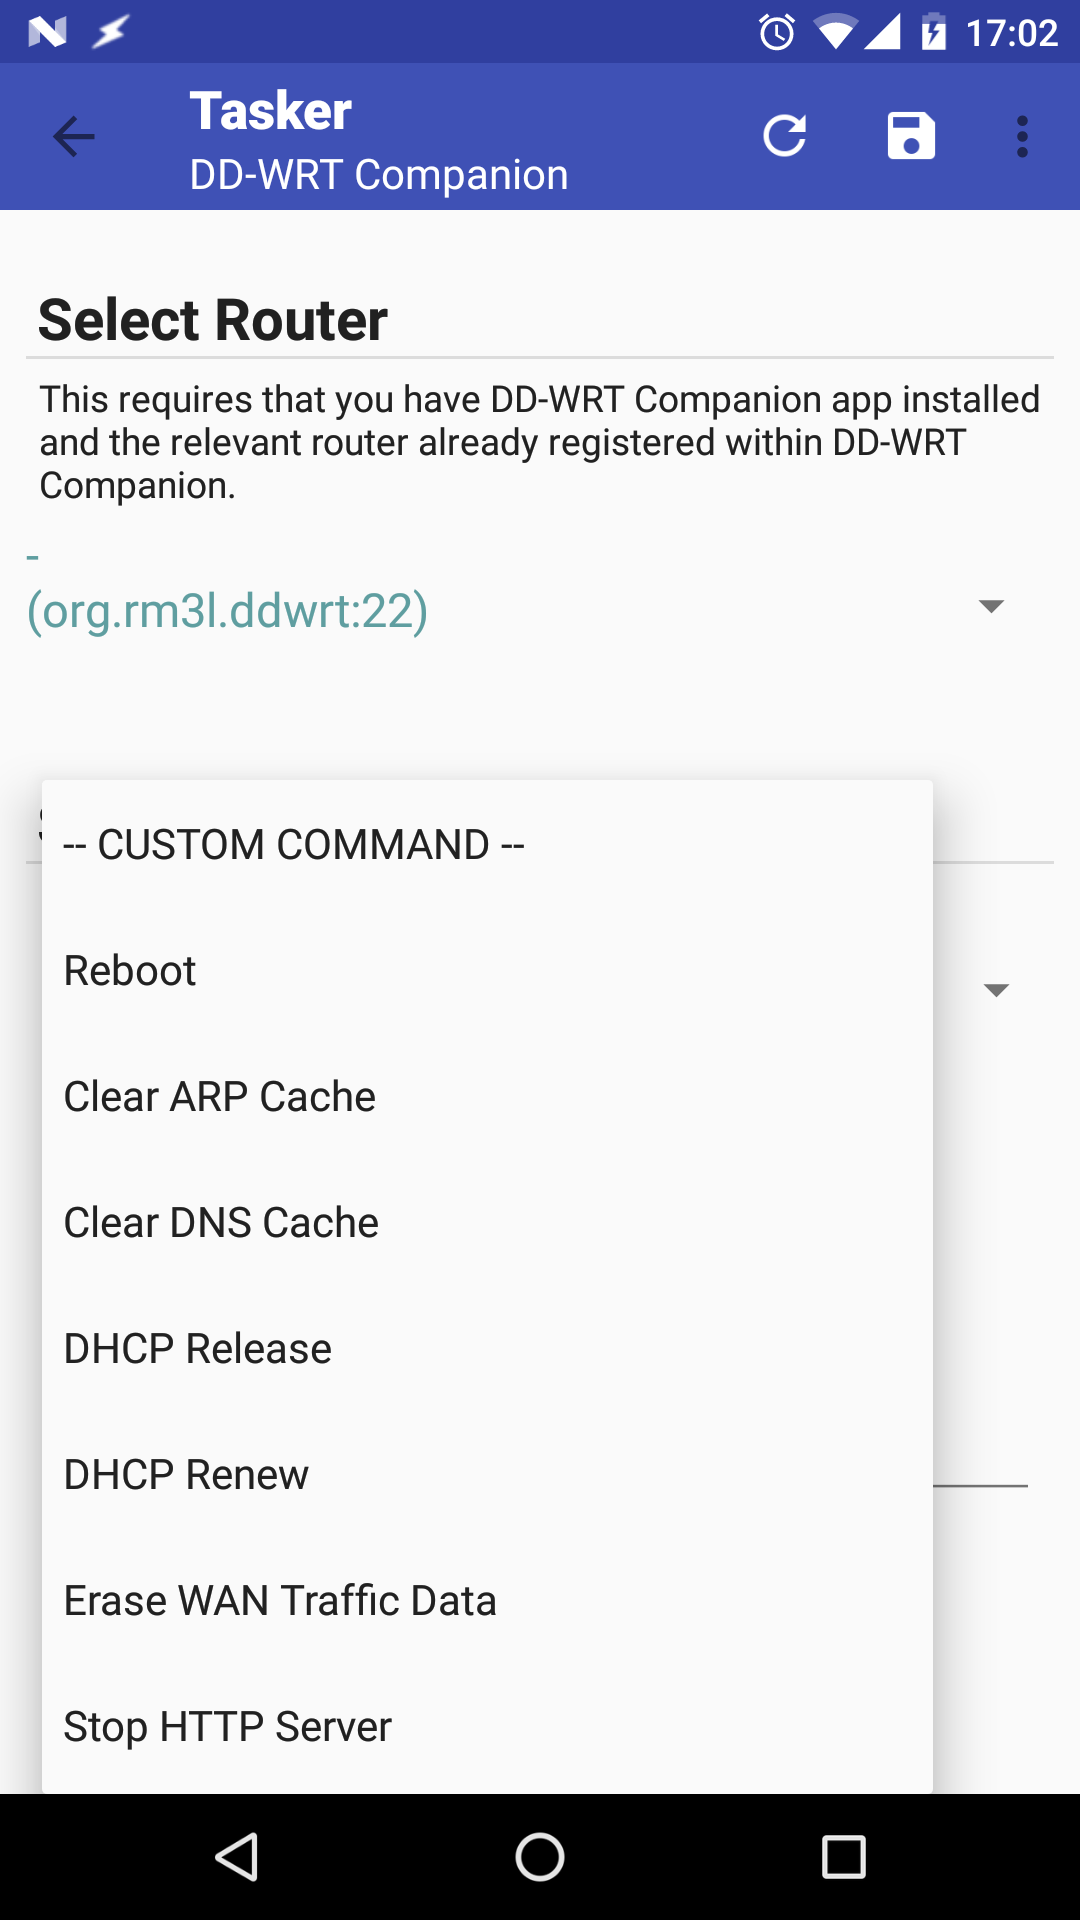 17:02
Tasker
DD-WRT Companion
Select Router
This requires that you have DD-WRT Companion app installed
and the relevant router already registered within DD-WRT
Companion.
-
(org.rm3l.ddwrt:22)
-- CUSTOM COMMAND --
Reboot
Clear ARP Cache
Clear DNS Cache
DHCP Release
DHCP Renew
Erase WAN Traffic Data
Stop HTTP Server